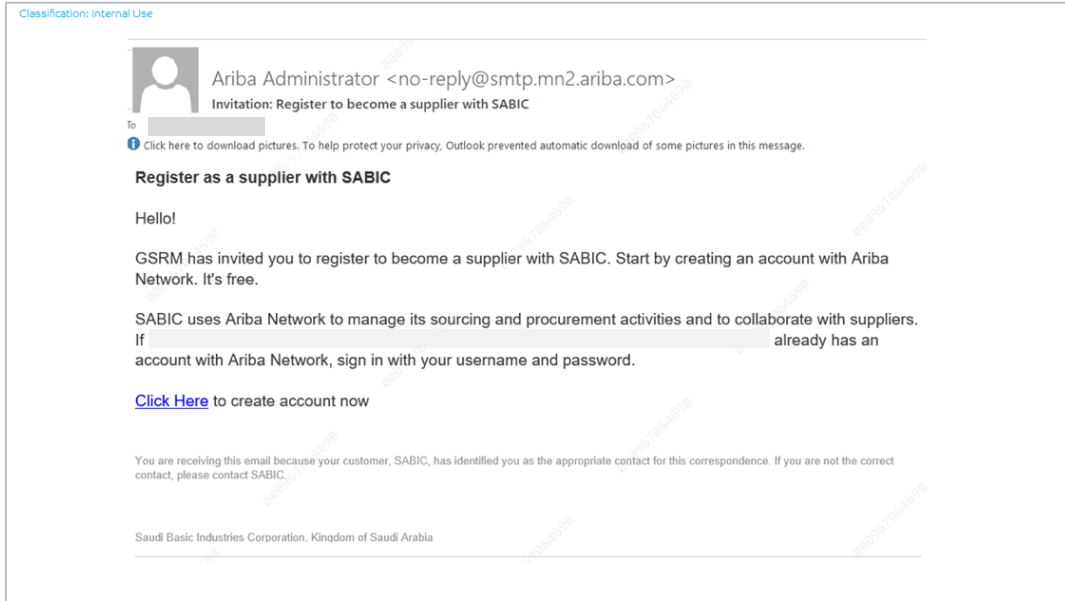 Classification: Internal Use
Ariba Administrator <no-reply@smtp.mn2.ariba.com>
Invitation: Register to become a supplier with SABIC
To
Click here to download pictures. To help protect your privacy, Outlook prevented automatic download of some pictures in this message.
Register as a supplier with SABIC
Hello!
GSRM has invited you to register to become a supplier with SABIC. Start by creating an account with Ariba
Network. It's free.
SABIC uses Ariba Network to manage its sourcing and procurement activities and to collaborate with suppliers.
If already has an
account with Ariba Network, sign in with your username and password.
Click Here to create account now
You are receiving this email because your customer, SABIC, has identified you as the appropriate contact for this correspondence. If you are not the correct
contact, please contact SABIC.
Saudi Basic Industries Corporation, Kingdom of Saudi Arabia